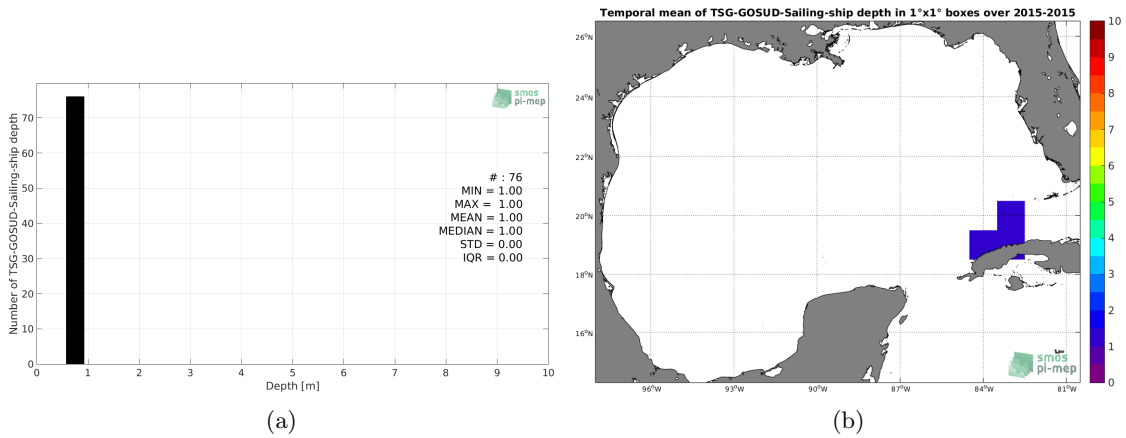 Number of TSG-GOSUD-Sailing-ship depth
70
60
50
40
30
20
10
0
0 1 2 3 4 5 6 7 8 9 10
Depth [m]
smos
pi-mep
# : 76
MIN = 1.00
MAX = 1.00
MEAN = 1.00
MEDIAN = 1.00
STD = 0.00
IQR = 0.00
(a)
Temporal mean of TSG-GOSUD-Sailing-ship depth in 1°x1° boxes over 2015-2015
26°N
24°N
22°N
20°N
18°N
16°N
96°W 93°W 90°W 87°W 84°W 81°W
smos
pi-mep
10
9
8
7
6
5
4
3
2
1
0
(b)